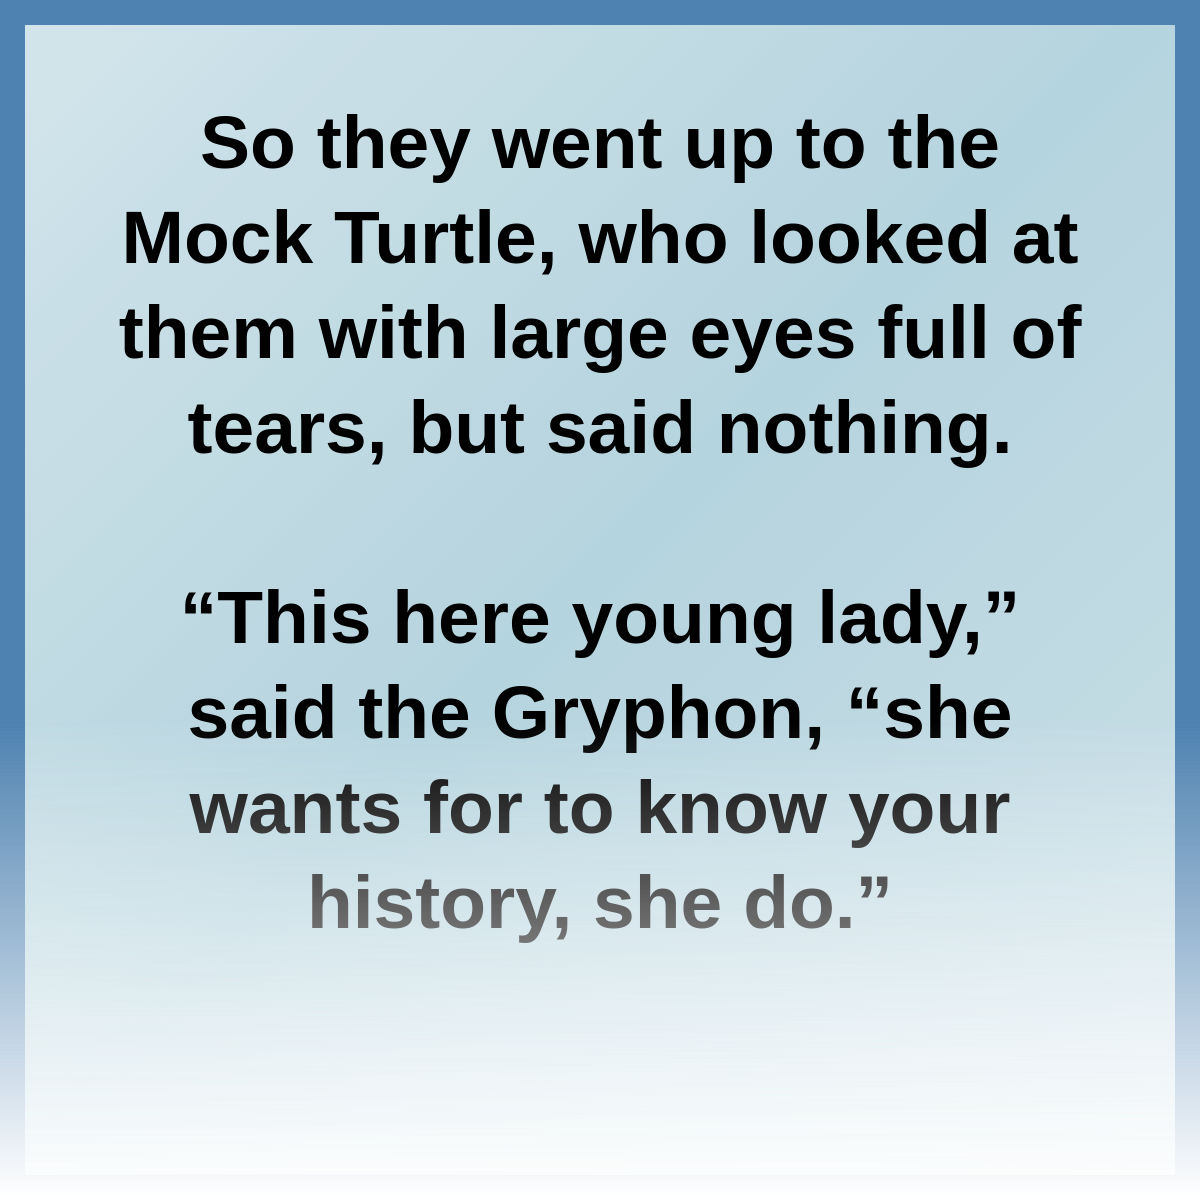 So they went up to the
Mock Turtle, who looked at
them with large eyes full of
tears, but said nothing.
“This here young lady,”
said the Gryphon, “she
wants for to know your
history, she do.”